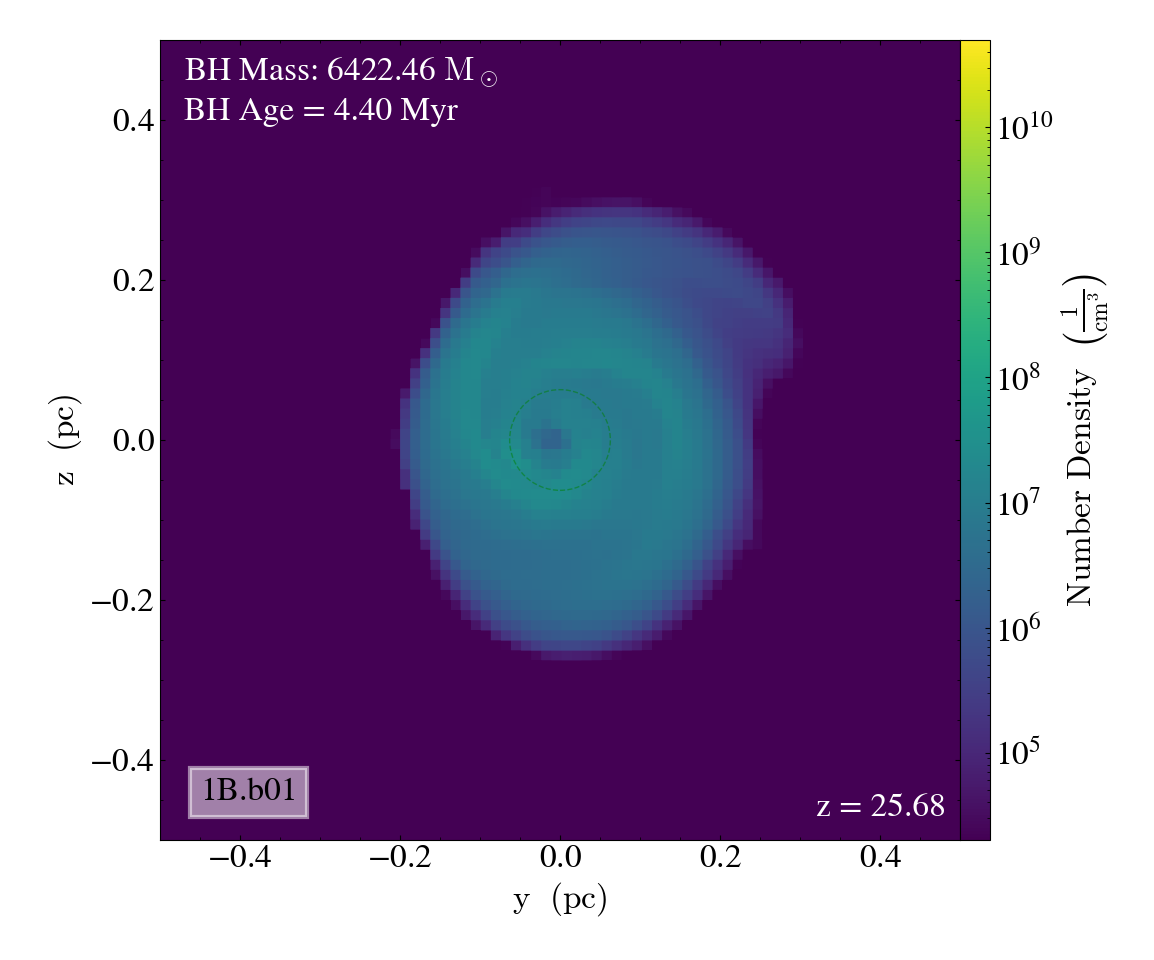 BH Mass: 6422.46 M⊙
BH Age = 4.40 Myr
0.4
0.2
0.0
−0.2
−0.4
z (pc)
−0.4 −0.2 0.0 0.2 0.4
y (pc)
1B.b01
z = 25.68
10¹⁰
10⁹
10⁸
10⁷
10⁶
10⁵
Number Density (1/cm³)